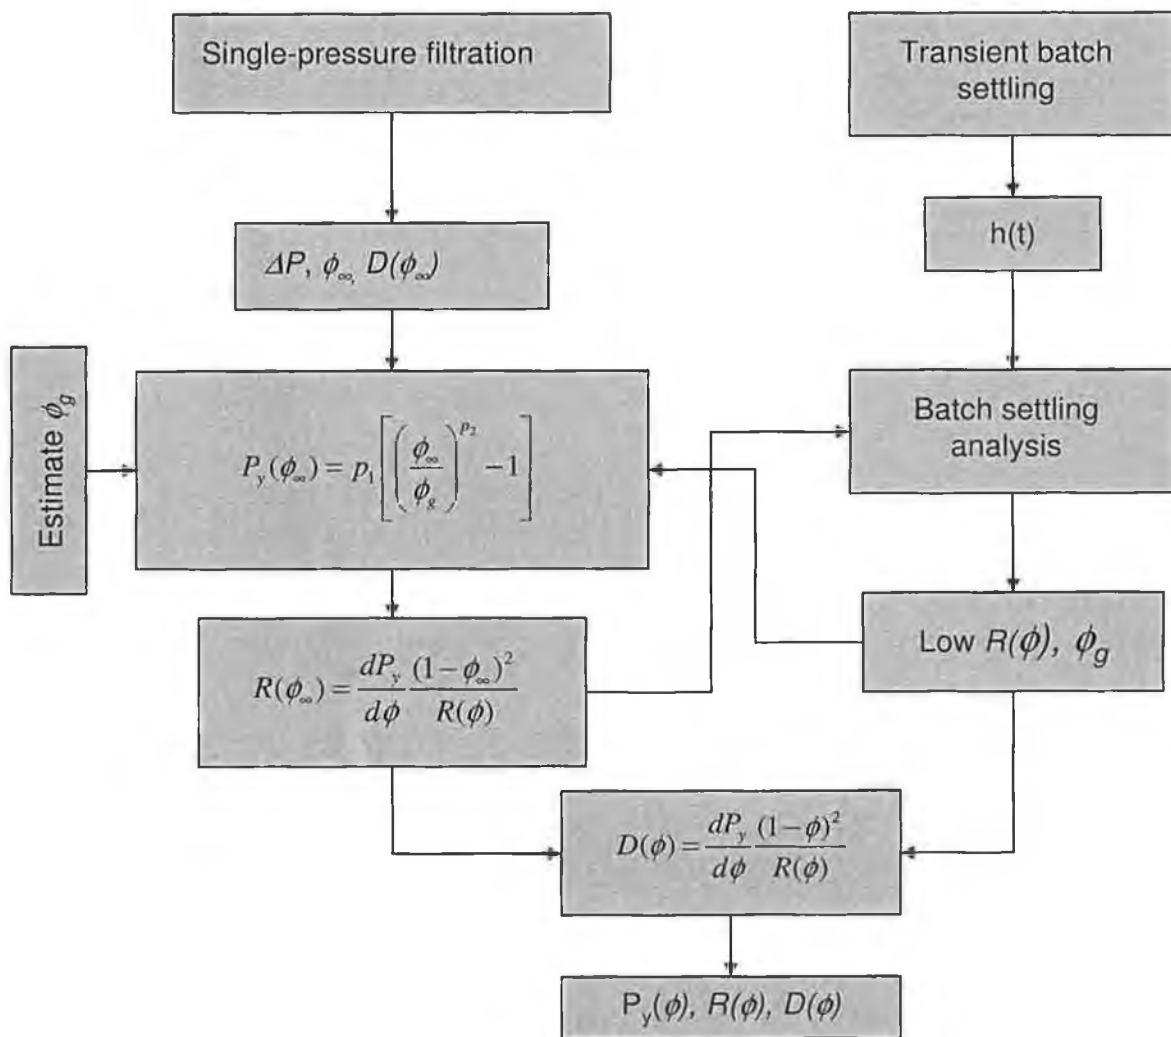 Single-pressure filtration
Transient batch
settling
h(t)
ΔP, ϕ∞, D(ϕ∞)
Estimate ϕg
Py(ϕ∞) = p1[(ϕ∞/ϕg)^p2 − 1]
Batch settling
analysis
Low R(ϕ), ϕg
R(ϕ∞) = dPy/dϕ (1−ϕ∞)²/R(ϕ)
D(ϕ) = dPy/dϕ (1−ϕ)²/R(ϕ)
Py(ϕ), R(ϕ), D(ϕ)